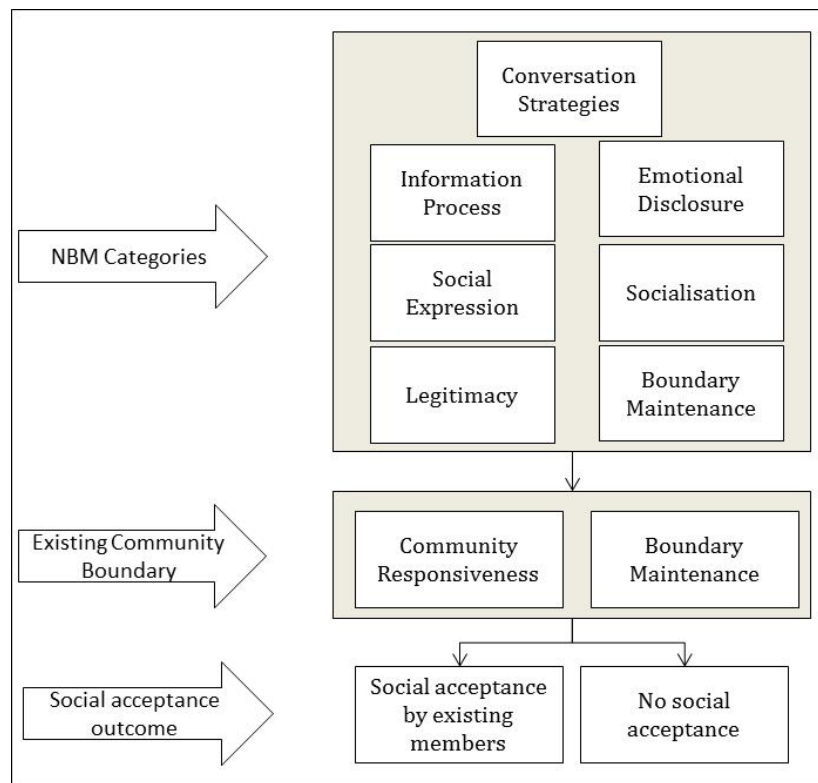 Conversation
Strategies
Information
Process
Emotional
Disclosure
NBM Categories
Social
Expression
Socialisation
Legitimacy
Boundary
Maintenance
Existing Community
Boundary
Community
Responsiveness
Boundary
Maintenance
Social acceptance
outcome
Social acceptance
by existing
members
No social
acceptance